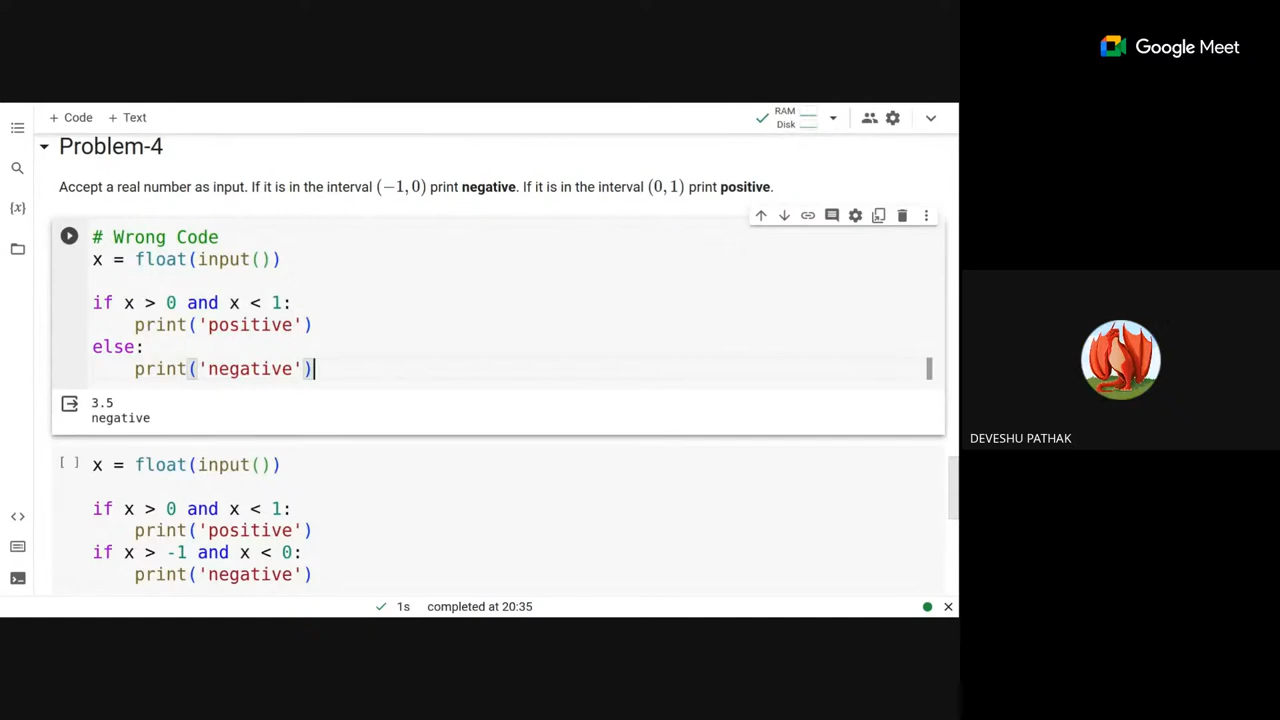 Google Meet
+ Code + Text
RAM
Disk
Problem-4
Accept a real number as input. If it is in the interval (−1, 0) print negative. If it is in the interval (0, 1) print positive.
# Wrong Code
x = float(input())
if x > 0 and x < 1:
    print('positive')
else:
    print('negative')
3.5
negative
[ ] x = float(input())
if x > 0 and x < 1:
    print('positive')
if x > -1 and x < 0:
    print('negative')
1s completed at 20:35
DEVESHU PATHAK